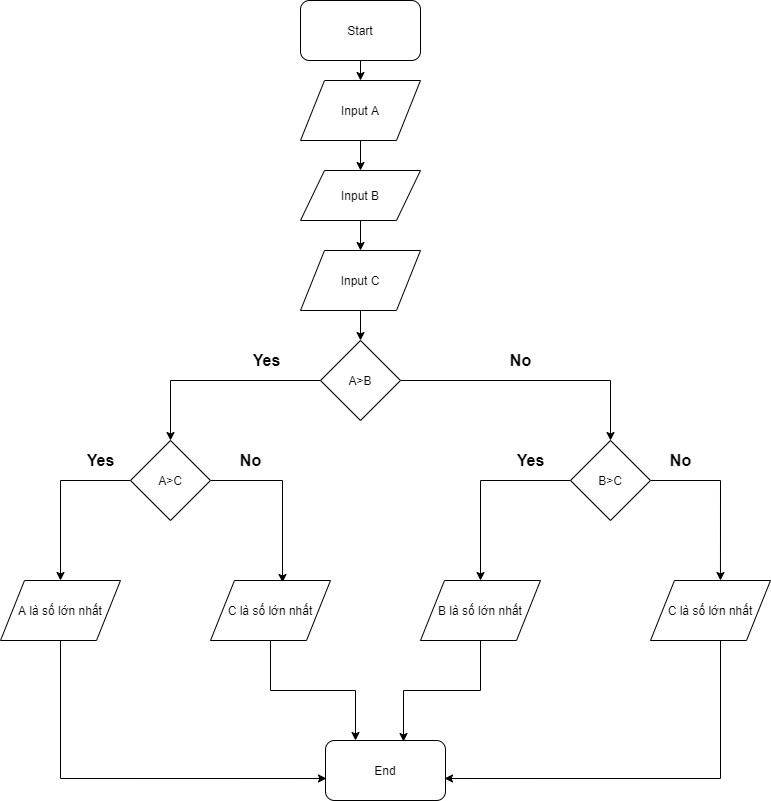 Start
Input A
Input B
Input C
Yes
No
A>B
Yes
No
Yes
No
A>C
B>C
A là số lớn nhất
C là số lớn nhất
B là số lớn nhất
C là số lớn nhất
End